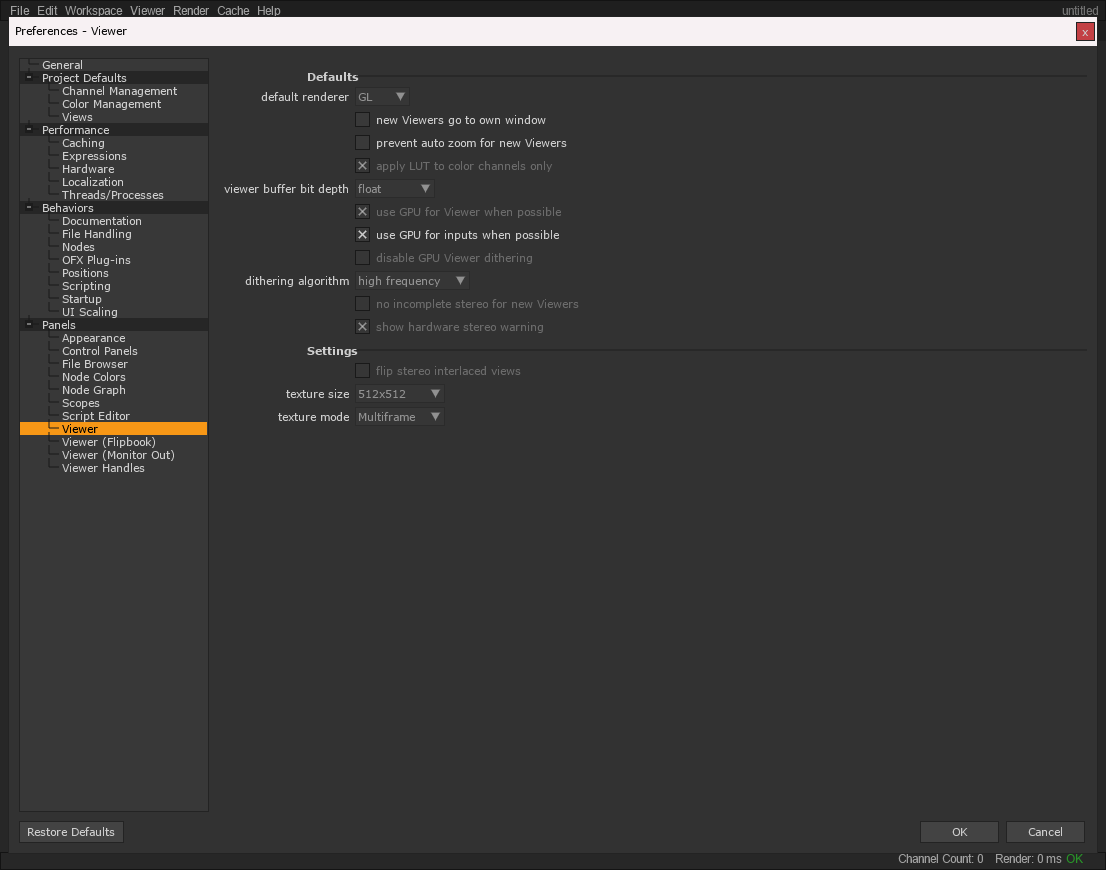 File Edit Workspace Viewer Render Cache Help untitled
Preferences - Viewer x
General
Project Defaults
Channel Management
Color Management
Views
Performance
Caching
Expressions
Hardware
Localization
Threads/Processes
Behaviors
Documentation
File Handling
Nodes
OFX Plug-ins
Positions
Scripting
Startup
UI Scaling
Panels
Appearance
Control Panels
File Browser
Node Colors
Node Graph
Scopes
Script Editor
Viewer
Viewer (Flipbook)
Viewer (Monitor Out)
Viewer Handles
Defaults
default renderer GL
new Viewers go to own window
prevent auto zoom for new Viewers
apply LUT to color channels only
viewer buffer bit depth float
use GPU for Viewer when possible
use GPU for inputs when possible
disable GPU Viewer dithering
dithering algorithm high frequency
no incomplete stereo for new Viewers
show hardware stereo warning
Settings
flip stereo interlaced views
texture size 512x512
texture mode Multiframe
Restore Defaults OK Cancel
Channel Count: 0 Render: 0 ms OK